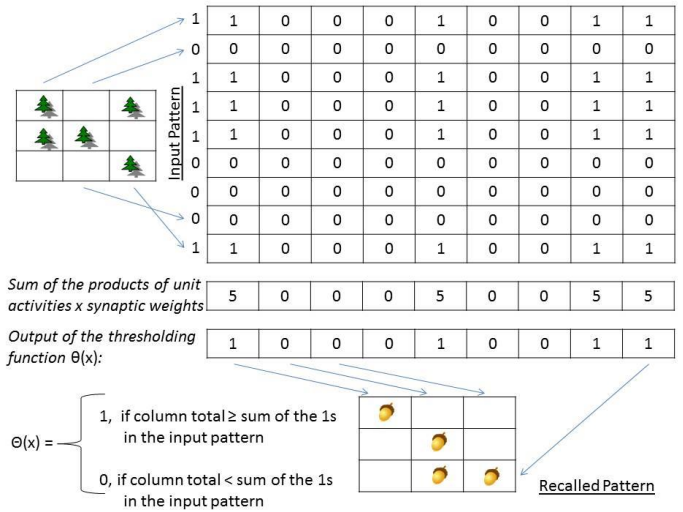 1 1 0 0 0 1 0 0 1 1
0 0 0 0 0 0 0 0 0 0
1 1 0 0 0 1 0 0 1 1
1 1 0 0 0 1 0 0 1 1
1 1 0 0 0 1 0 0 1 1
0 0 0 0 0 0 0 0 0 0
0 0 0 0 0 0 0 0 0 0
0 0 0 0 0 0 0 0 0 0
1 1 0 0 0 1 0 0 1 1
Input Pattern
Sum of the products of unit
activities x synaptic weights
5 0 0 0 5 0 0 5 5
Output of the thresholding
function θ(x):
1 0 0 0 1 0 0 1 1
Θ(x) =
1, if column total ≥ sum of the 1s
in the input pattern
0, if column total < sum of the 1s
in the input pattern
Recalled Pattern